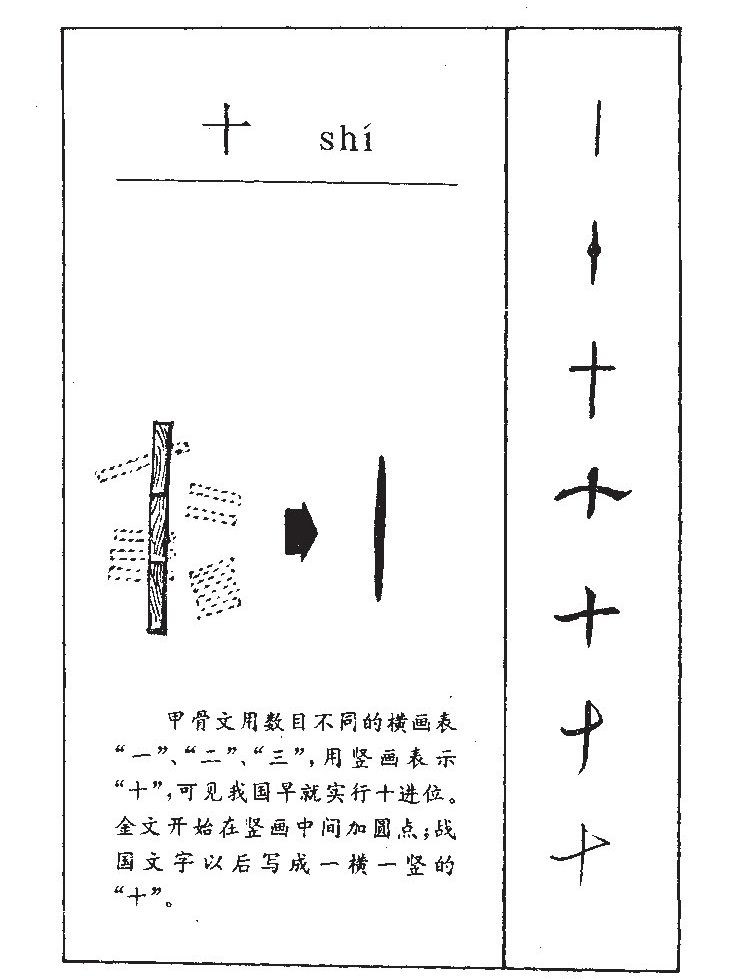 十 shí
甲骨文用数目不同的横画表
“一”、“二”、“三”，用竖画表示
“十”，可见我国早就实行十进位。
金文开始在竖画中间加圆点；战
国文字以后写成一横一竖的
“十”。